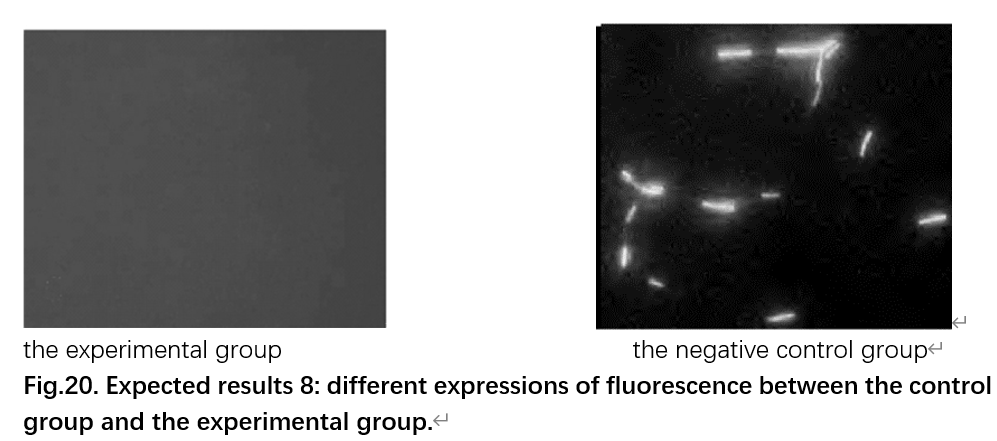 the experimental group
the negative control group
Fig.20. Expected results 8: different expressions of fluorescence between the control
group and the experimental group.